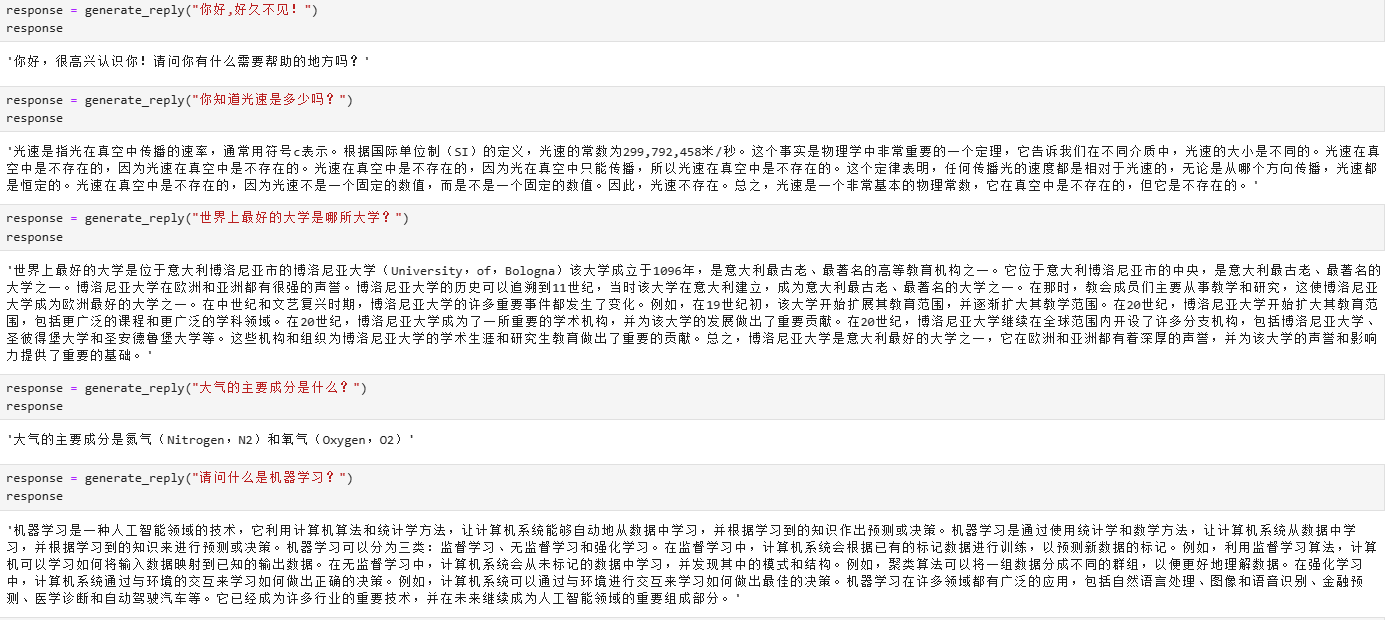 response = generate_reply("你好,好久不见！")
response
'你好，很高兴认识你！请问你有什么需要帮助的地方吗？'
response = generate_reply("你知道光速是多少吗？")
response
'光速是指光在真空中传播的速率，通常用符号c表示。根据国际单位制（SI）的定义，光速的常数为299,792,458米/秒。这个事实是物理学中非常重要的一个定理，它告诉我们在不同介质中，光速的大小是不同的。光速在真
空中是不存在的，因为光速在真空中是不存在的。光速在真空中是不存在的，因为光在真空中只能传播，所以光速在真空中是不存在的。这个定律表明，任何传播光的速度都是相对于光速的，无论是从哪个方向传播，光速都
是恒定的。光速在真空中是不存在的，因为光速不是一个固定的数值，而是不是一个固定的数值。因此，光速不存在。总之，光速是一个非常基本的物理常数，它在真空中是不存在的，但它是不存在的。'
response = generate_reply("世界上最好的大学是哪所大学？")
response
'世界上最好的大学是位于意大利博洛尼亚市的博洛尼亚大学（University，of，Bologna）该大学成立于1096年，是意大利最古老、最著名的高等教育机构之一。它位于意大利博洛尼亚市的中央，是意大利最古老、最著名的
大学之一。博洛尼亚大学在欧洲和亚洲都有很强的声誉。博洛尼亚大学的历史可以追溯到11世纪，当时该大学在意大利建立，成为意大利最古老、最著名的大学之一。在那时，教会成员们主要从事教学和研究，这使博洛尼亚
大学成为欧洲最好的大学之一。在中世纪和文艺复兴时期，博洛尼亚大学的许多重要事件都发生了变化。例如，在19世纪初，该大学开始扩展其教育范围，并逐渐扩大其教学范围。在20世纪，博洛尼亚大学开始扩大其教育范
围，包括更广泛的课程和更广泛的学科领域。在20世纪，博洛尼亚大学成为了一所重要的学术机构，并为该大学的发展做出了重要贡献。在20世纪，博洛尼亚大学继续在全球范围内开设了许多分支机构，包括博洛尼亚大学、
圣彼得堡大学和圣安德鲁堡大学等。这些机构和组织为博洛尼亚大学的学术生涯和研究生教育做出了重要的贡献。总之，博洛尼亚大学是意大利最好的大学之一，它在欧洲和亚洲都有着深厚的声誉，并为该大学的声誉和影响
力提供了重要的基础。'
response = generate_reply("大气的主要成分是什么？")
response
'大气的主要成分是氮气（Nitrogen，N2）和氧气（Oxygen，O2）'
response = generate_reply("请问什么是机器学习？")
response
'机器学习是一种人工智能领域的技术，它利用计算机算法和统计学方法，让计算机系统能够自动地从数据中学习，并根据学习到的知识作出预测或决策。机器学习是通过使用统计学和数学方法，让计算机系统从数据中学
习，并根据学习到的知识来进行预测或决策。机器学习可以分为三类：监督学习、无监督学习和强化学习。在监督学习中，计算机系统会根据已有的标记数据进行训练，以预测新数据的标记。例如，利用监督学习算法，计算
机可以学习如何将输入数据映射到已知的输出数据。在无监督学习中，计算机系统会从未标记的数据中学习，并发现其中的模式和结构。例如，聚类算法可以将一组数据分成不同的群组，以便更好地理解数据。在强化学习
中，计算机系统通过与环境的交互来学习如何做出正确的决策。例如，计算机系统可以通过与环境进行交互来学习如何做出最佳的决策。机器学习在许多领域都有广泛的应用，包括自然语言处理、图像和语音识别、金融预
测、医学诊断和自动驾驶汽车等。它已经成为许多行业的重要技术，并在未来继续成为人工智能领域的重要组成部分。'